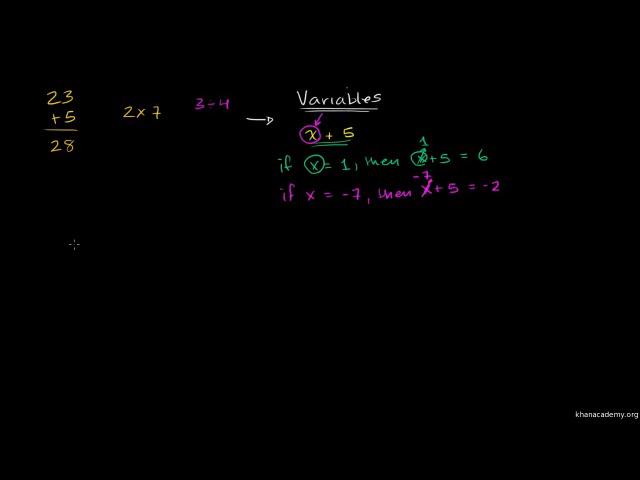 23
+5
28
2x7
3÷4
Variables
x + 5
if x = 1, then x+5 = 6
1
if x = -7, then x+5 = -2
-7
khanacademy.org